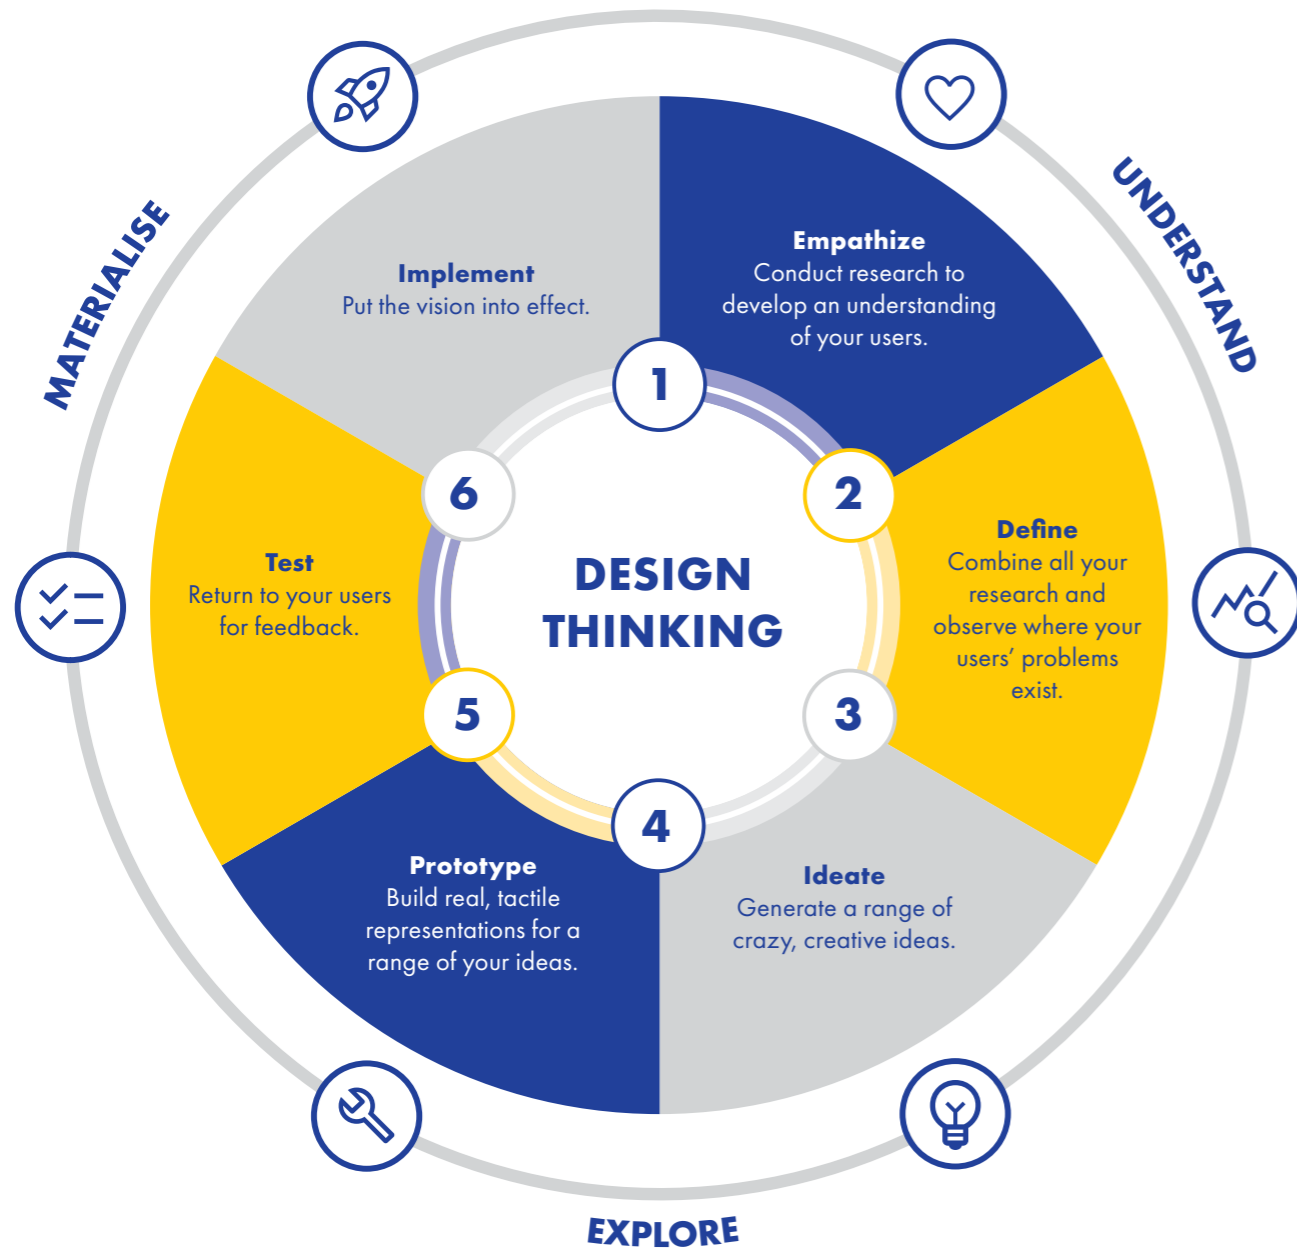 DESIGN
THINKING
UNDERSTAND
1
Empathize
Conduct research to
develop an understanding
of your users.
2
Define
Combine all your
research and
observe where your
users’ problems
exist.
EXPLORE
3
Ideate
Generate a range of
crazy, creative ideas.
4
Prototype
Build real, tactile
representations for a
range of your ideas.
MATERIALISE
5
Test
Return to your users
for feedback.
6
Implement
Put the vision into effect.